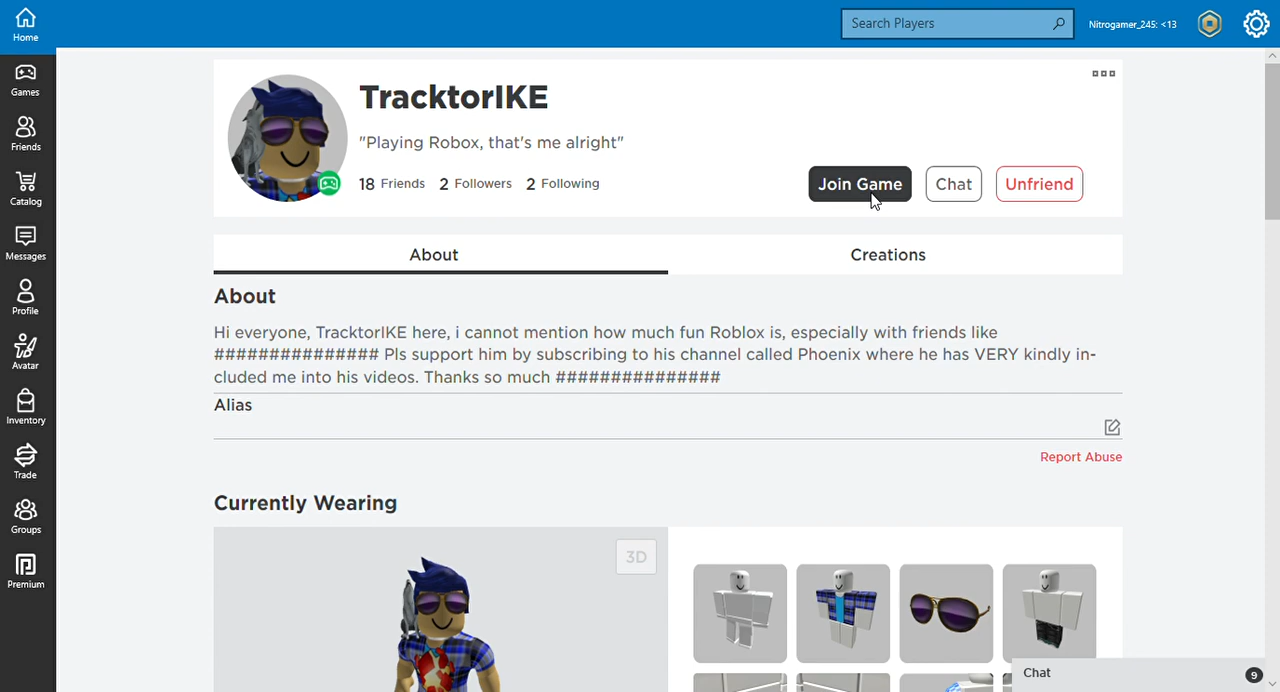 Home
Search Players
Nitrogamer_245: <13
Games
Friends
Catalog
Messages
Profile
Avatar
Inventory
Trade
Groups
Premium
TracktorIKE
"Playing Robox, that's me alright"
18 Friends 2 Followers 2 Following
Join Game Chat Unfriend
About Creations
About
Hi everyone, TracktorIKE here, i cannot mention how much fun Roblox is, especially with friends like
############### Pls support him by subscribing to his channel called Phoenix where he has VERY kindly in-
cluded me into his videos. Thanks so much ###############
Alias
Report Abuse
Currently Wearing
3D
Chat 9